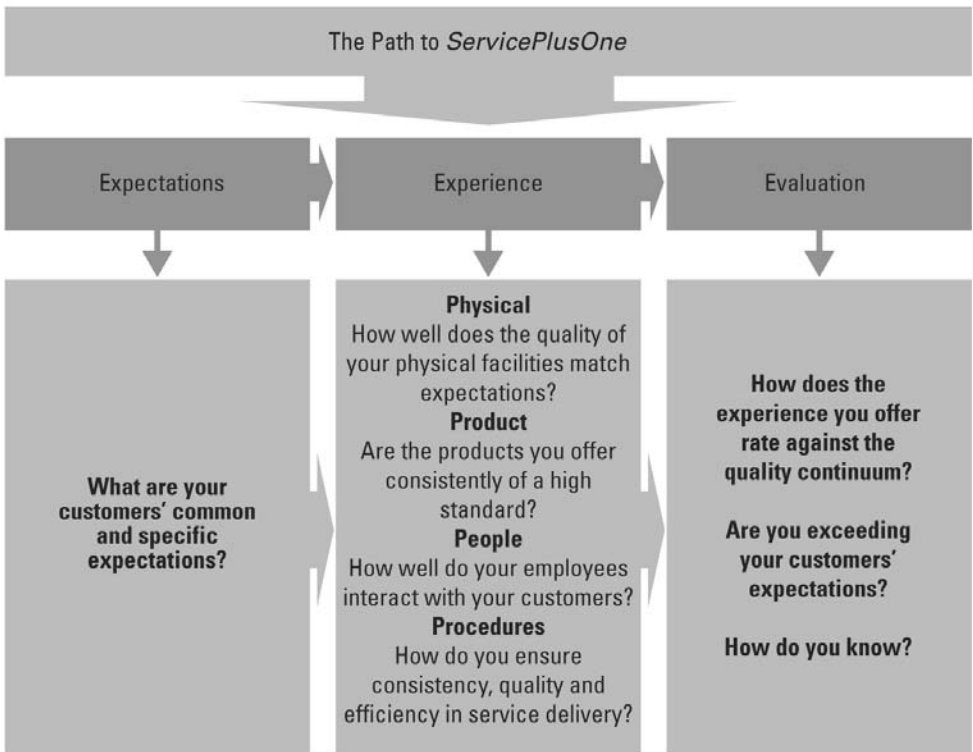 The Path to ServicePlusOne
Expectations
Experience
Evaluation
What are your
customers’ common
and specific
expectations?
Physical
How well does the quality of
your physical facilities match
expectations?
Product
Are the products you offer
consistently of a high
standard?
People
How well do your employees
interact with your customers?
Procedures
How do you ensure
consistency, quality and
efficiency in service delivery?
How does the
experience you offer
rate against the
quality continuum?
Are you exceeding
your customers’
expectations?
How do you know?